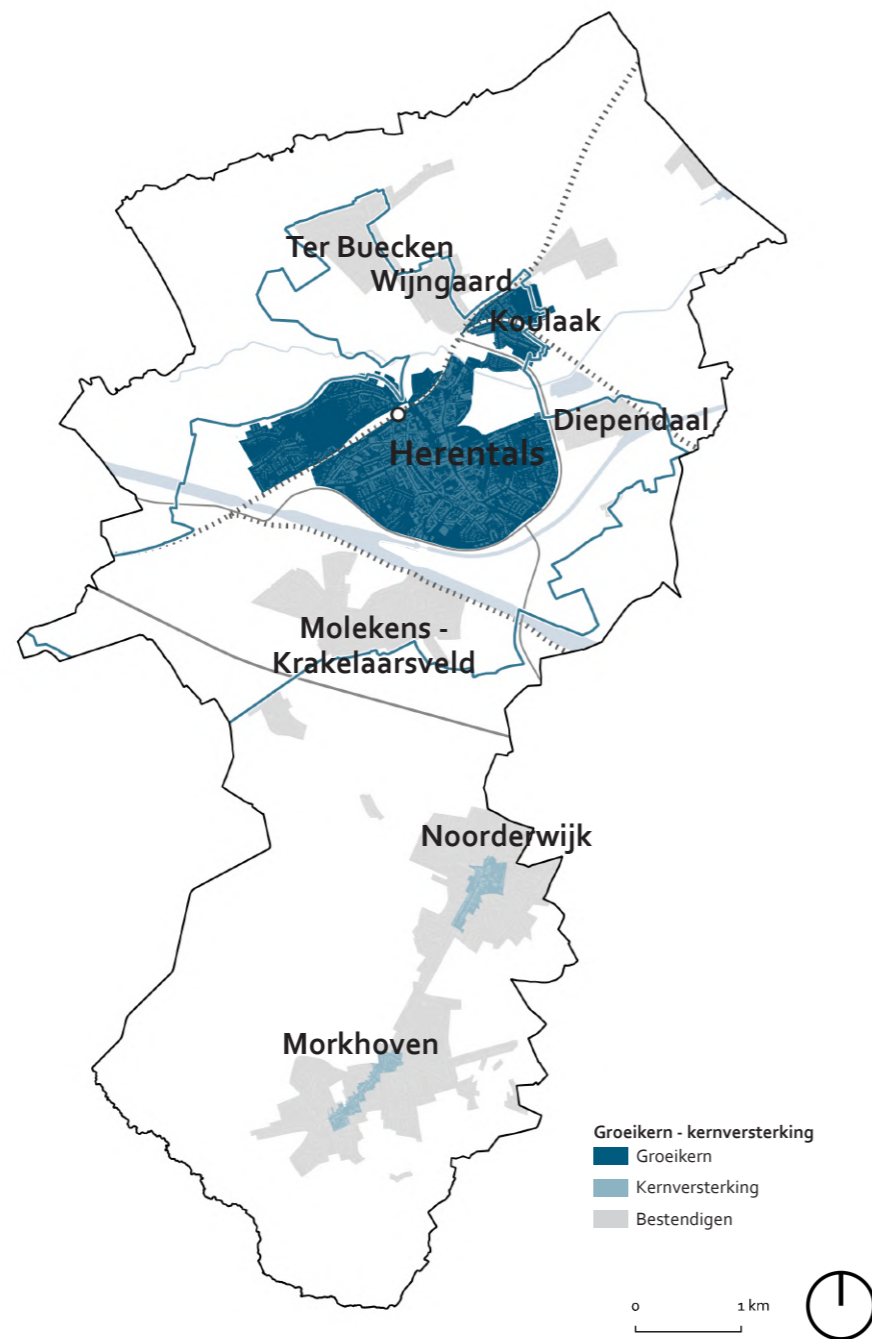 Ter Buecken
Wijngaard
Koulaak
Diependaal
Herentals
Molekens -
Krakelaarsveld
Noorderwijk
Morkhoven
Groeikern - kernversterking
Groeikern
Kernversterking
Bestendigen
0 1 km